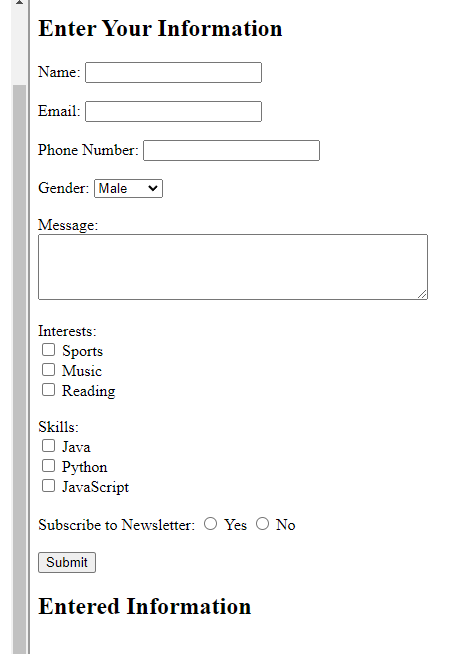 Enter Your Information
Name:
Email:
Phone Number:
Gender: Male
Message:
Interests:
Sports
Music
Reading
Skills:
Java
Python
JavaScript
Subscribe to Newsletter: Yes No
Submit
Entered Information